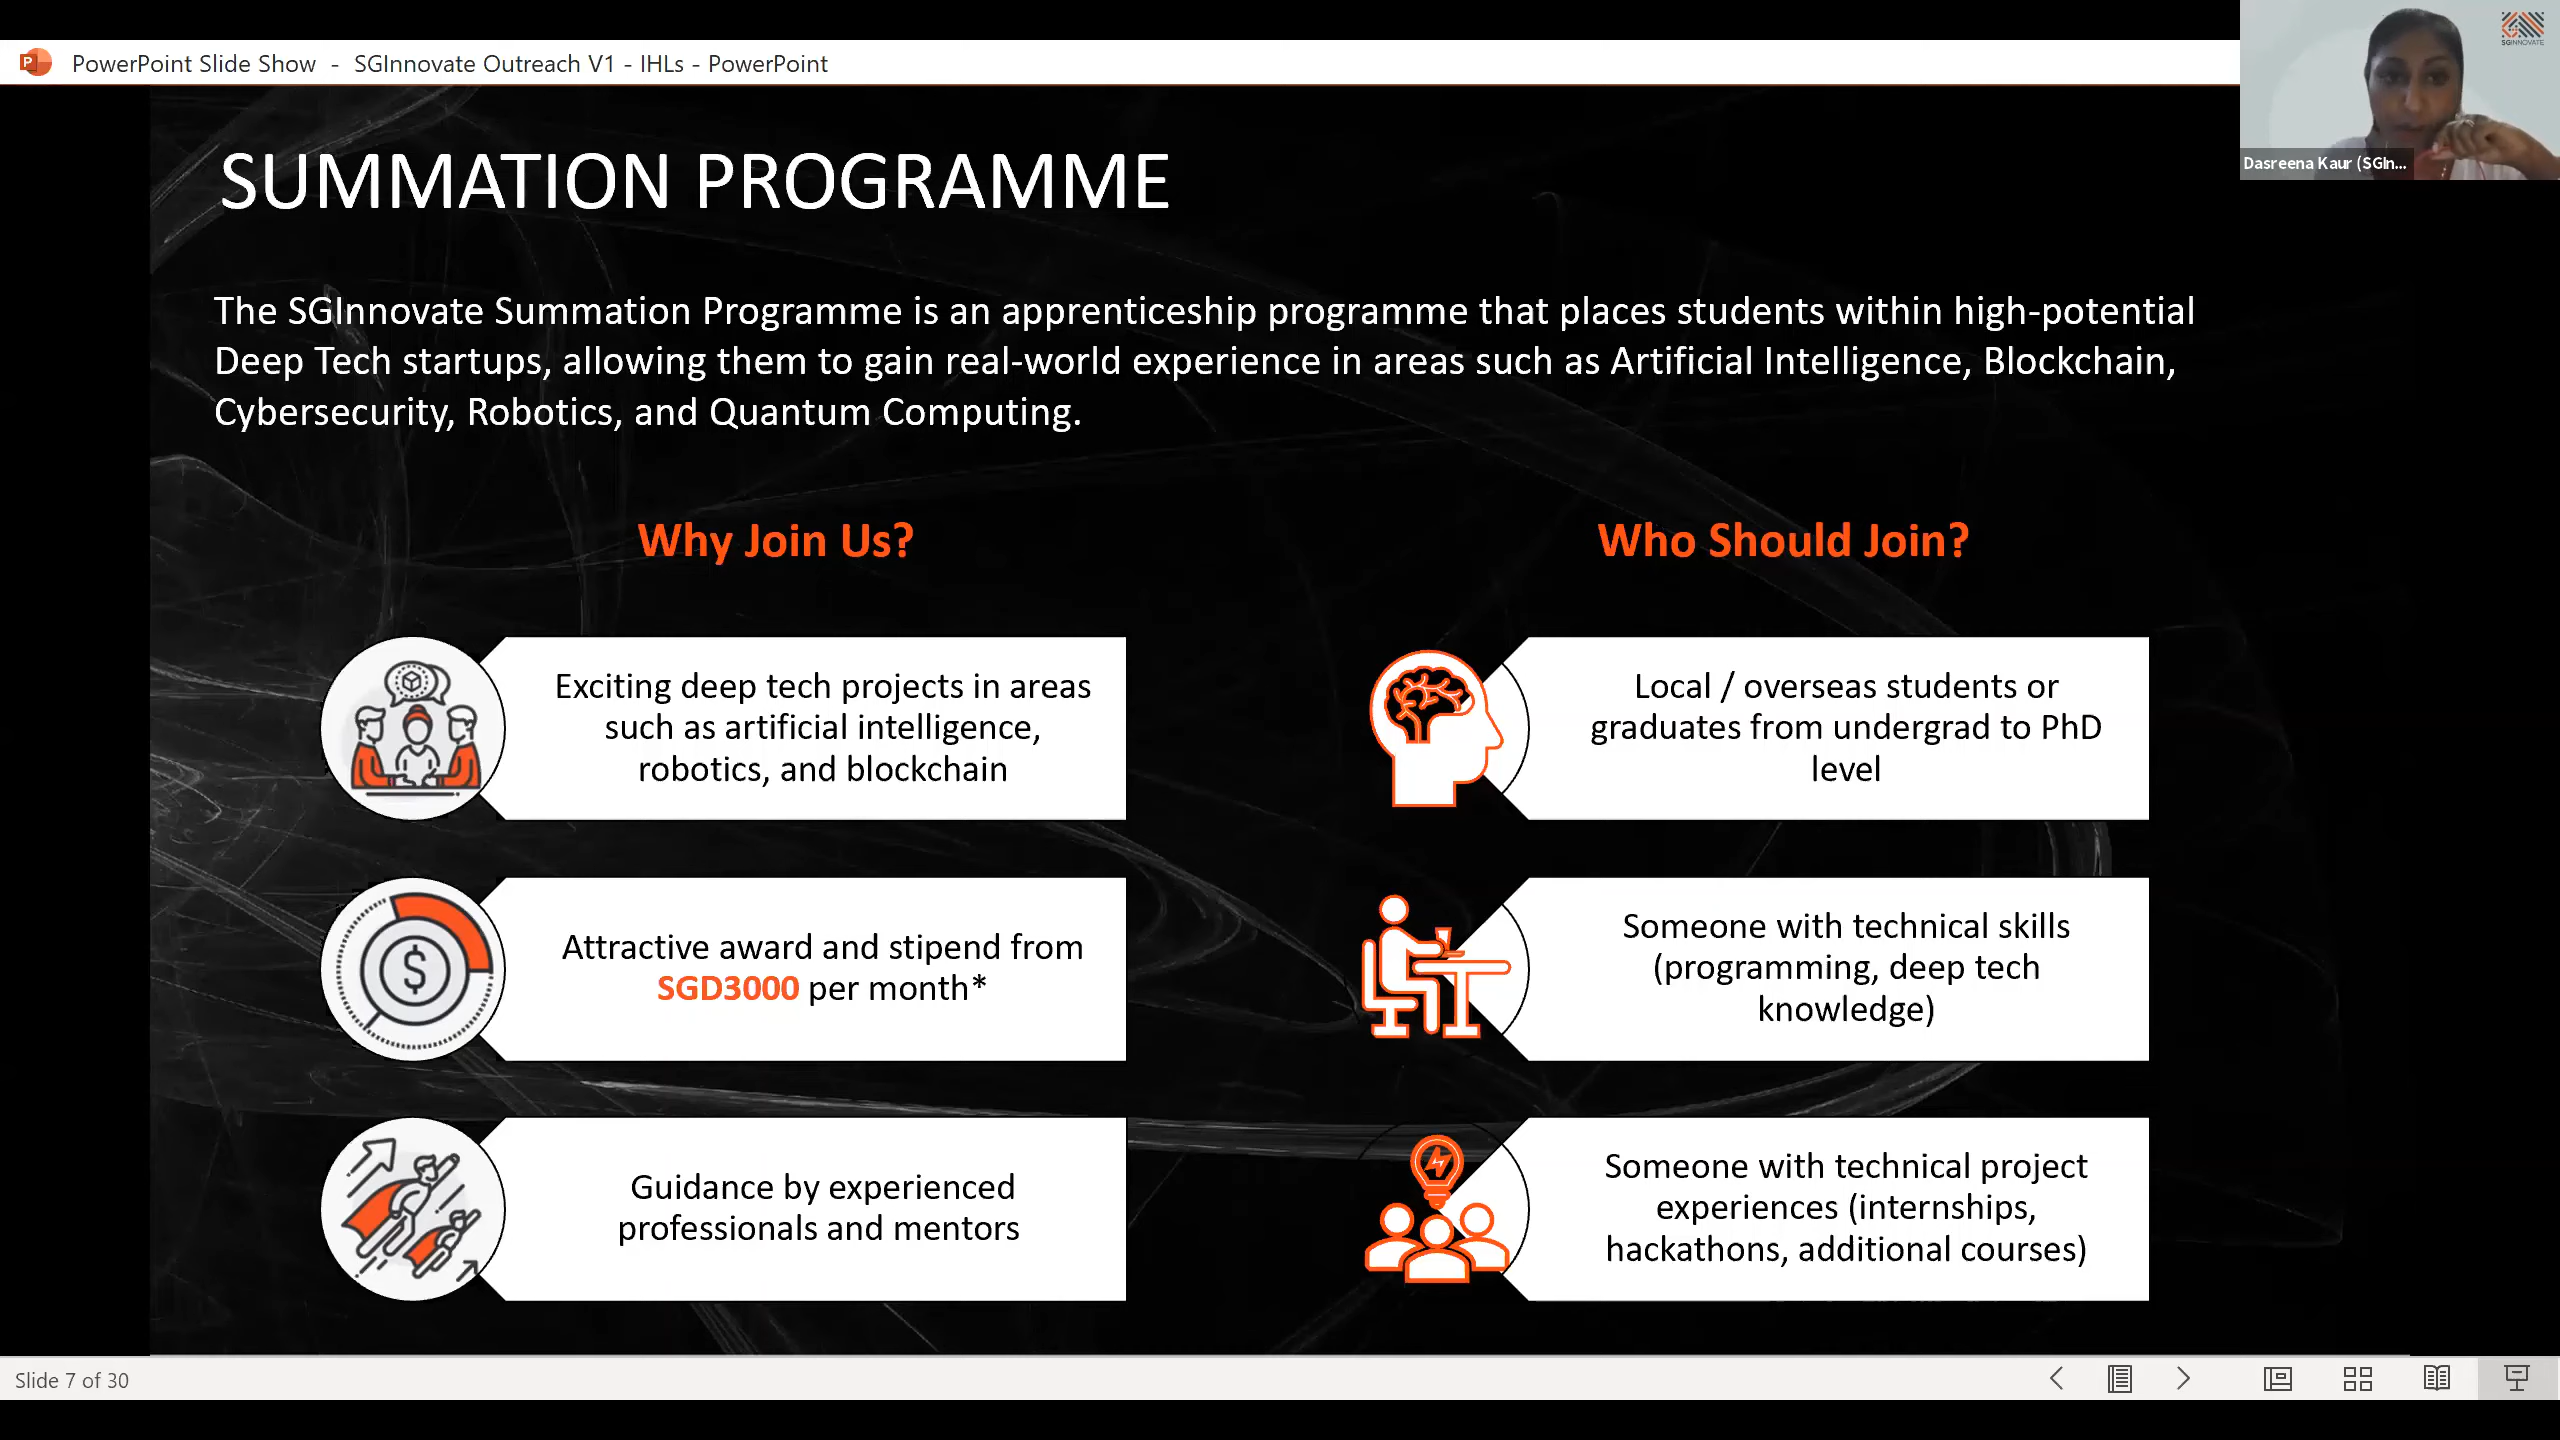 PowerPoint Slide Show - SGInnovate Outreach V1 - IHLs - PowerPoint
SGINNOVATE
Dasreena Kaur (SGIn...
SUMMATION PROGRAMME
The SGInnovate Summation Programme is an apprenticeship programme that places students within high-potential
Deep Tech startups, allowing them to gain real-world experience in areas such as Artificial Intelligence, Blockchain,
Cybersecurity, Robotics, and Quantum Computing.
Why Join Us?
Exciting deep tech projects in areas
such as artificial intelligence,
robotics, and blockchain
Attractive award and stipend from
SGD3000 per month*
Guidance by experienced
professionals and mentors
Who Should Join?
Local / overseas students or
graduates from undergrad to PhD
level
Someone with technical skills
(programming, deep tech
knowledge)
Someone with technical project
experiences (internships,
hackathons, additional courses)
Slide 7 of 30